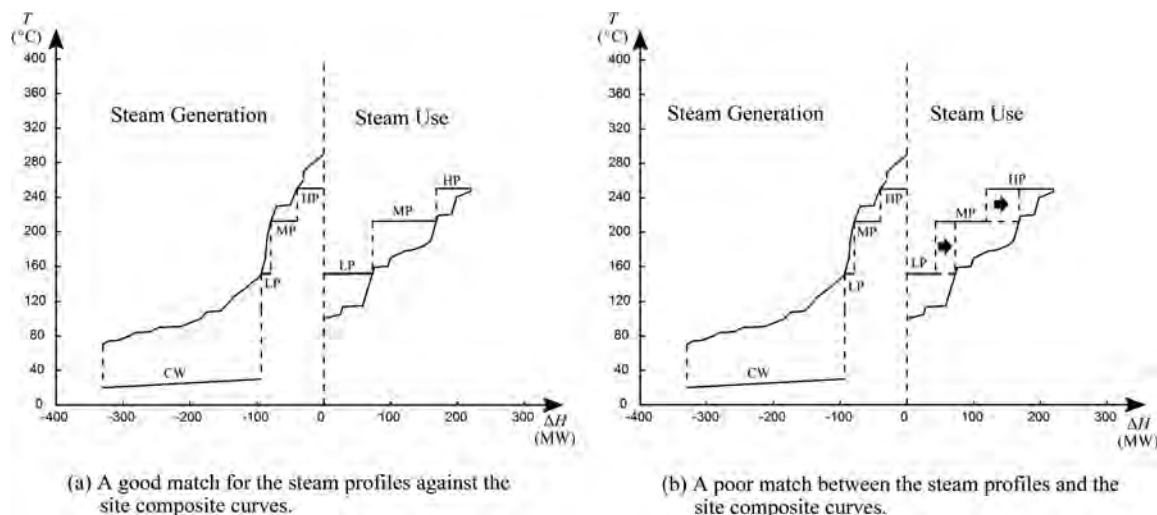 T
(°C)
400
360
320
280
240
200
160
120
80
40
0
Steam Generation
Steam Use
HP
MP
LP
CW
LP
MP
HP
-400
-300
-200
-100
0
100
200
300
ΔH
(MW)
(a) A good match for the steam profiles against the
site composite curves.
T
(°C)
400
360
320
280
240
200
160
120
80
40
0
Steam Generation
Steam Use
HP
MP
LP
CW
LP
MP
HP
-400
-300
-200
-100
0
100
200
300
ΔH
(MW)
(b) A poor match between the steam profiles and the
site composite curves.